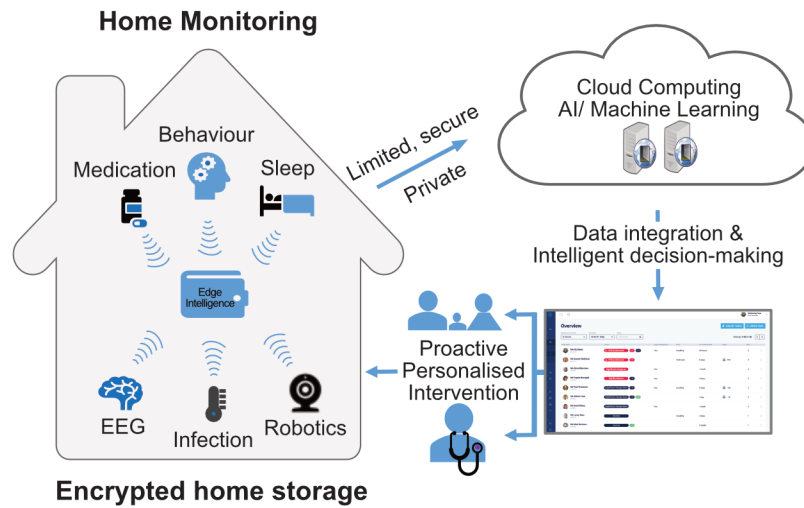 Home Monitoring
Behaviour
Medication
Sleep
Edge
Intelligence
EEG
Infection
Robotics
Encrypted home storage
Limited, secure
Private
Cloud Computing
AI/ Machine Learning
Data integration &
Intelligent decision-making
Overview
Proactive
Personalised
Intervention